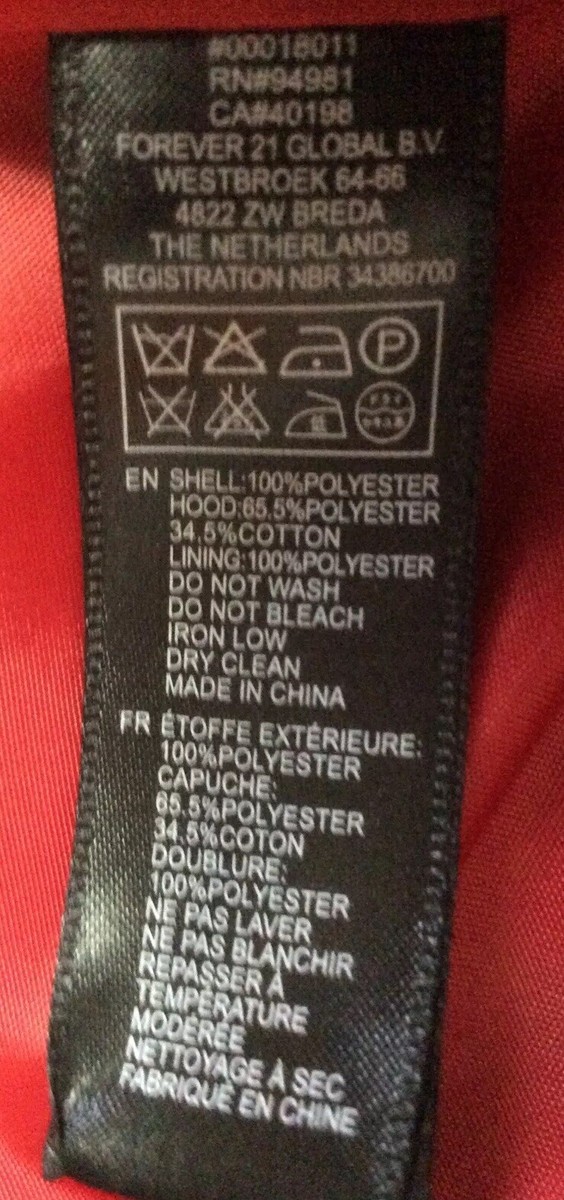 #00018011
RN#94981
CA#40198
FOREVER 21 GLOBAL B.V.
WESTBROEK 64-66
4822 ZW BREDA
THE NETHERLANDS
REGISTRATION NBR 34386700
P
EN SHELL:100%POLYESTER
HOOD:65.5%POLYESTER
34.5%COTTON
LINING:100%POLYESTER
DO NOT WASH
DO NOT BLEACH
IRON LOW
DRY CLEAN
MADE IN CHINA
FR ÉTOFFE EXTÉRIEURE:
100%POLYESTER
CAPUCHE:
65.5%POLYESTER
34.5%COTON
DOUBLURE:
100%POLYESTER
NE PAS LAVER
NE PAS BLANCHIR
REPASSER À
TEMPÉRATURE
MODÉRÉE
NETTOYAGE À SEC
FABRIQUÉ EN CHINE